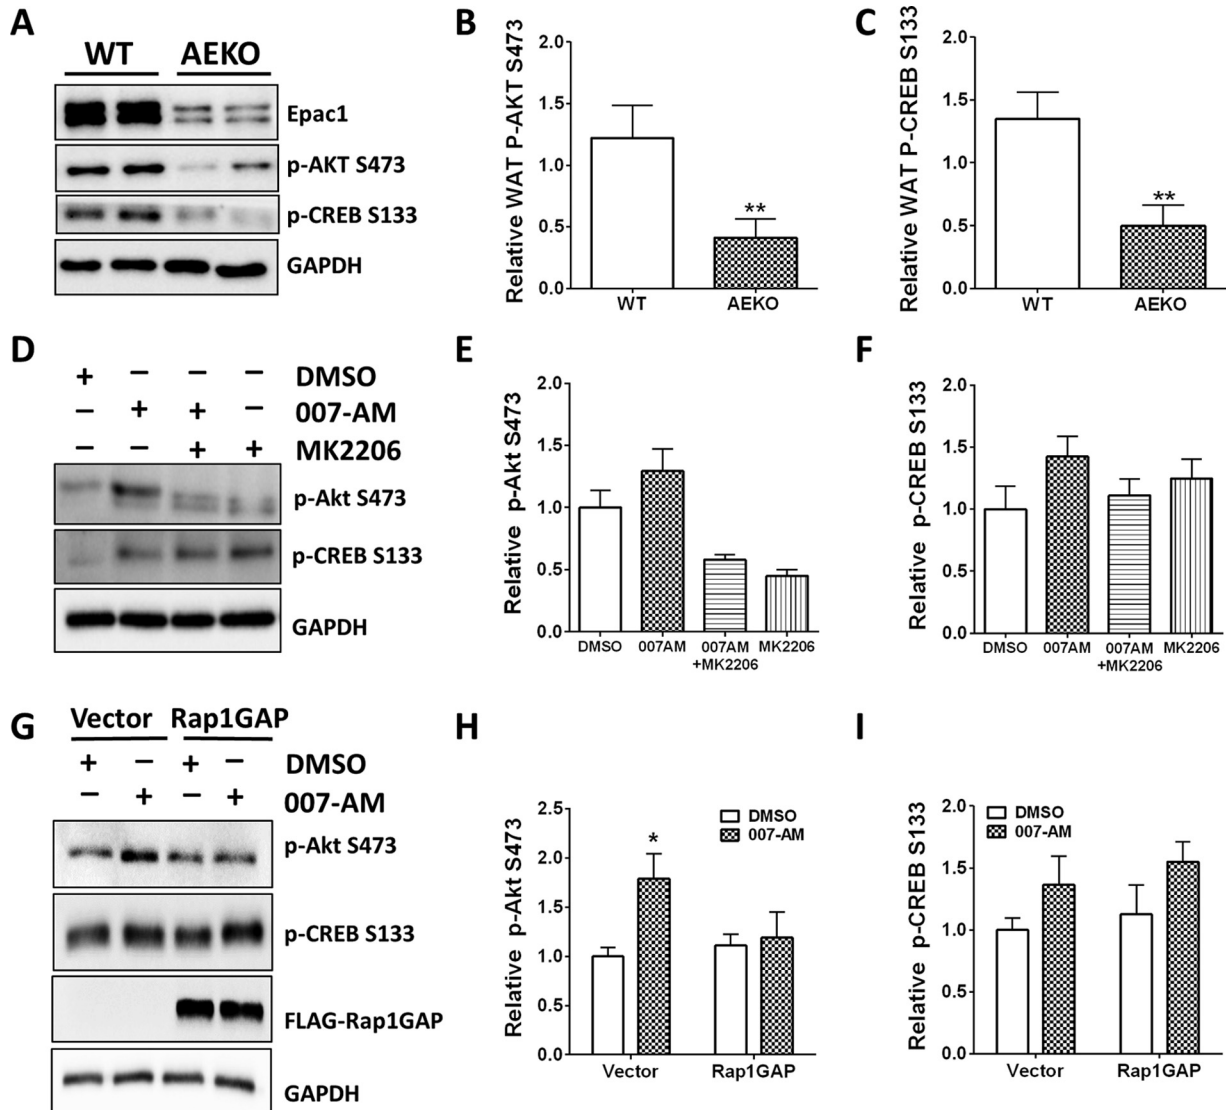 A
WT AEKO
Epac1
p-AKT S473
p-CREB S133
GAPDH
B
Relative WAT P-AKT S473
2.0
1.5
1.0
0.5
0.0
**
WT AEKO
C
Relative WAT P-CREB S133
2.0
1.5
1.0
0.5
0.0
**
WT AEKO
D
+ − − − DMSO
− + + − 007-AM
− − + + MK2206
p-Akt S473
p-CREB S133
GAPDH
E
Relative p-Akt S473
2.0
1.5
1.0
0.5
0.0
DMSO 007AM 007AM MK2206
+MK2206
F
Relative p-CREB S133
2.0
1.5
1.0
0.5
0.0
DMSO 007AM 007AM MK2206
+MK2206
G
Vector Rap1GAP
+ − + − DMSO
− + − + 007-AM
p-Akt S473
p-CREB S133
FLAG-Rap1GAP
GAPDH
H
Relative p-Akt S473
2.5
2.0
1.5
1.0
0.5
0.0
DMSO
007-AM
*
Vector Rap1GAP
I
Relative p-CREB S133
2.0
1.5
1.0
0.5
0.0
DMSO
007-AM
Vector Rap1GAP